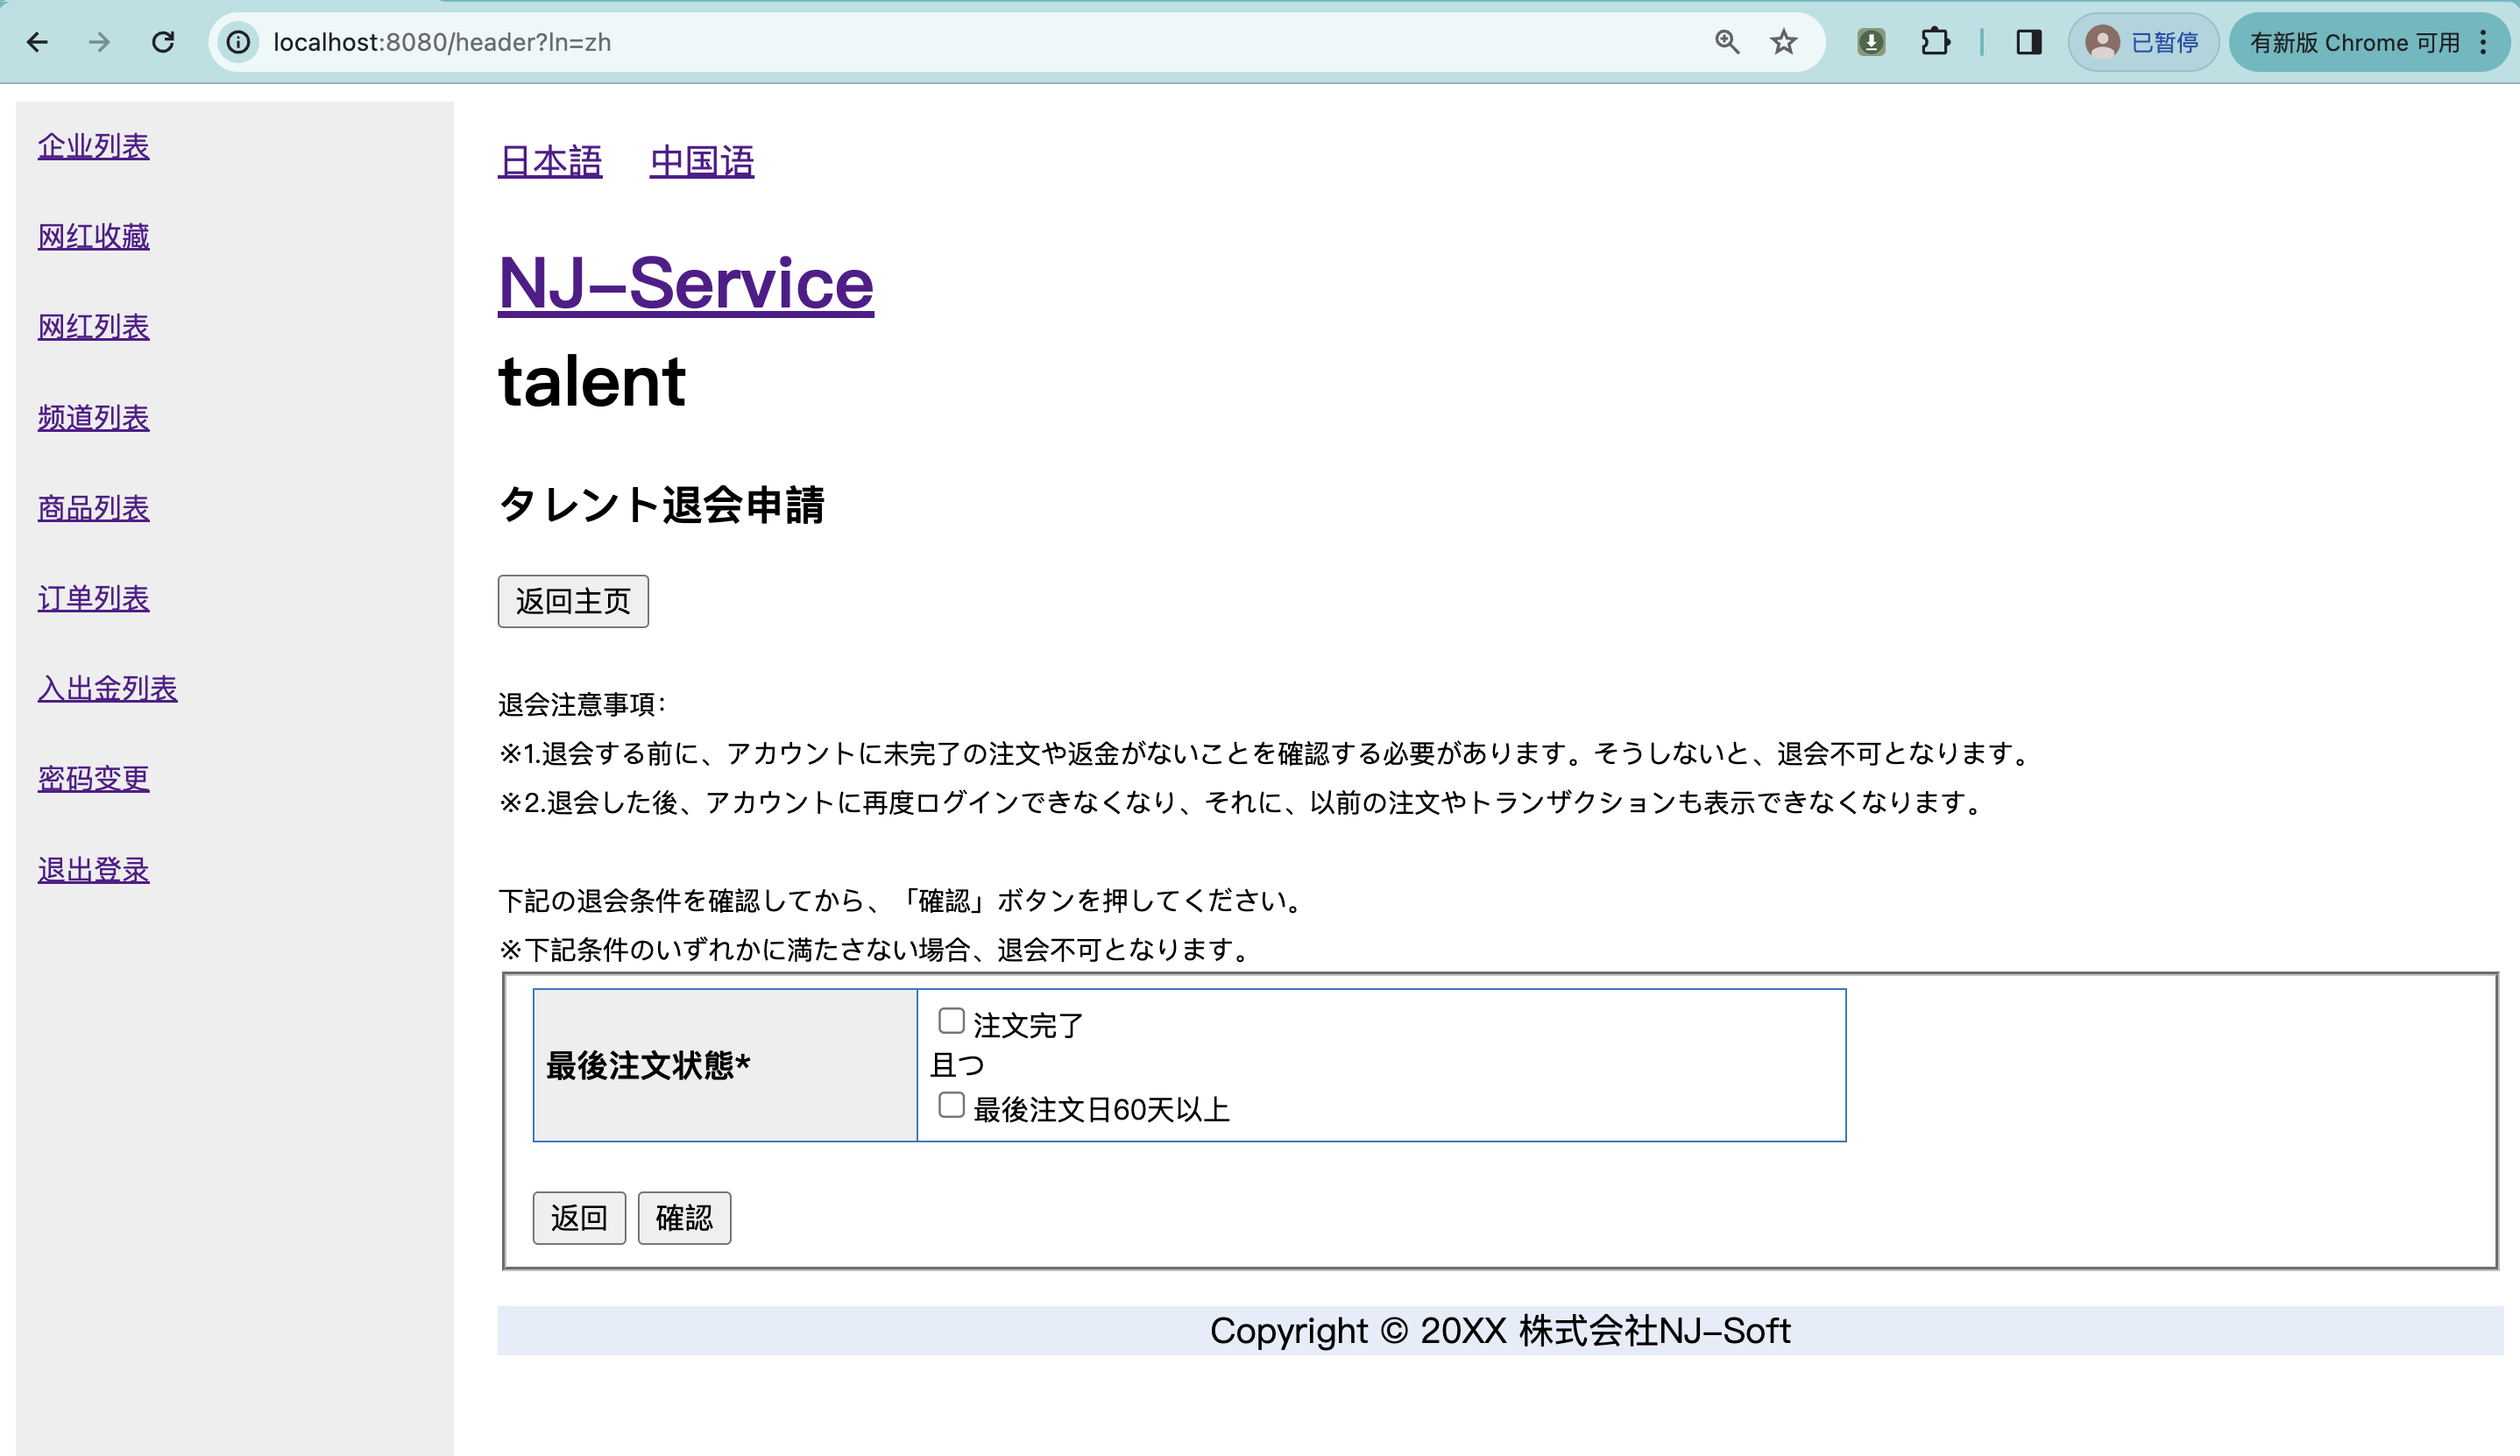 localhost:8080/header?ln=zh
已暂停
有新版 Chrome 可用
企业列表
网红收藏
网红列表
频道列表
商品列表
订单列表
入出金列表
密码变更
退出登录
日本語 中国语
NJ-Service
talent
タレント退会申請
返回主页
退会注意事項：
※1.退会する前に、アカウントに未完了の注文や返金がないことを確認する必要があります。そうしないと、退会不可となります。
※2.退会した後、アカウントに再度ログインできなくなり、それに、以前の注文やトランザクションも表示できなくなります。
下記の退会条件を確認してから、「確認」ボタンを押してください。
※下記条件のいずれかに満たさない場合、退会不可となります。
最後注文状態*
注文完了
且つ
最後注文日60天以上
返回 確認
Copyright © 20XX 株式会社NJ-Soft